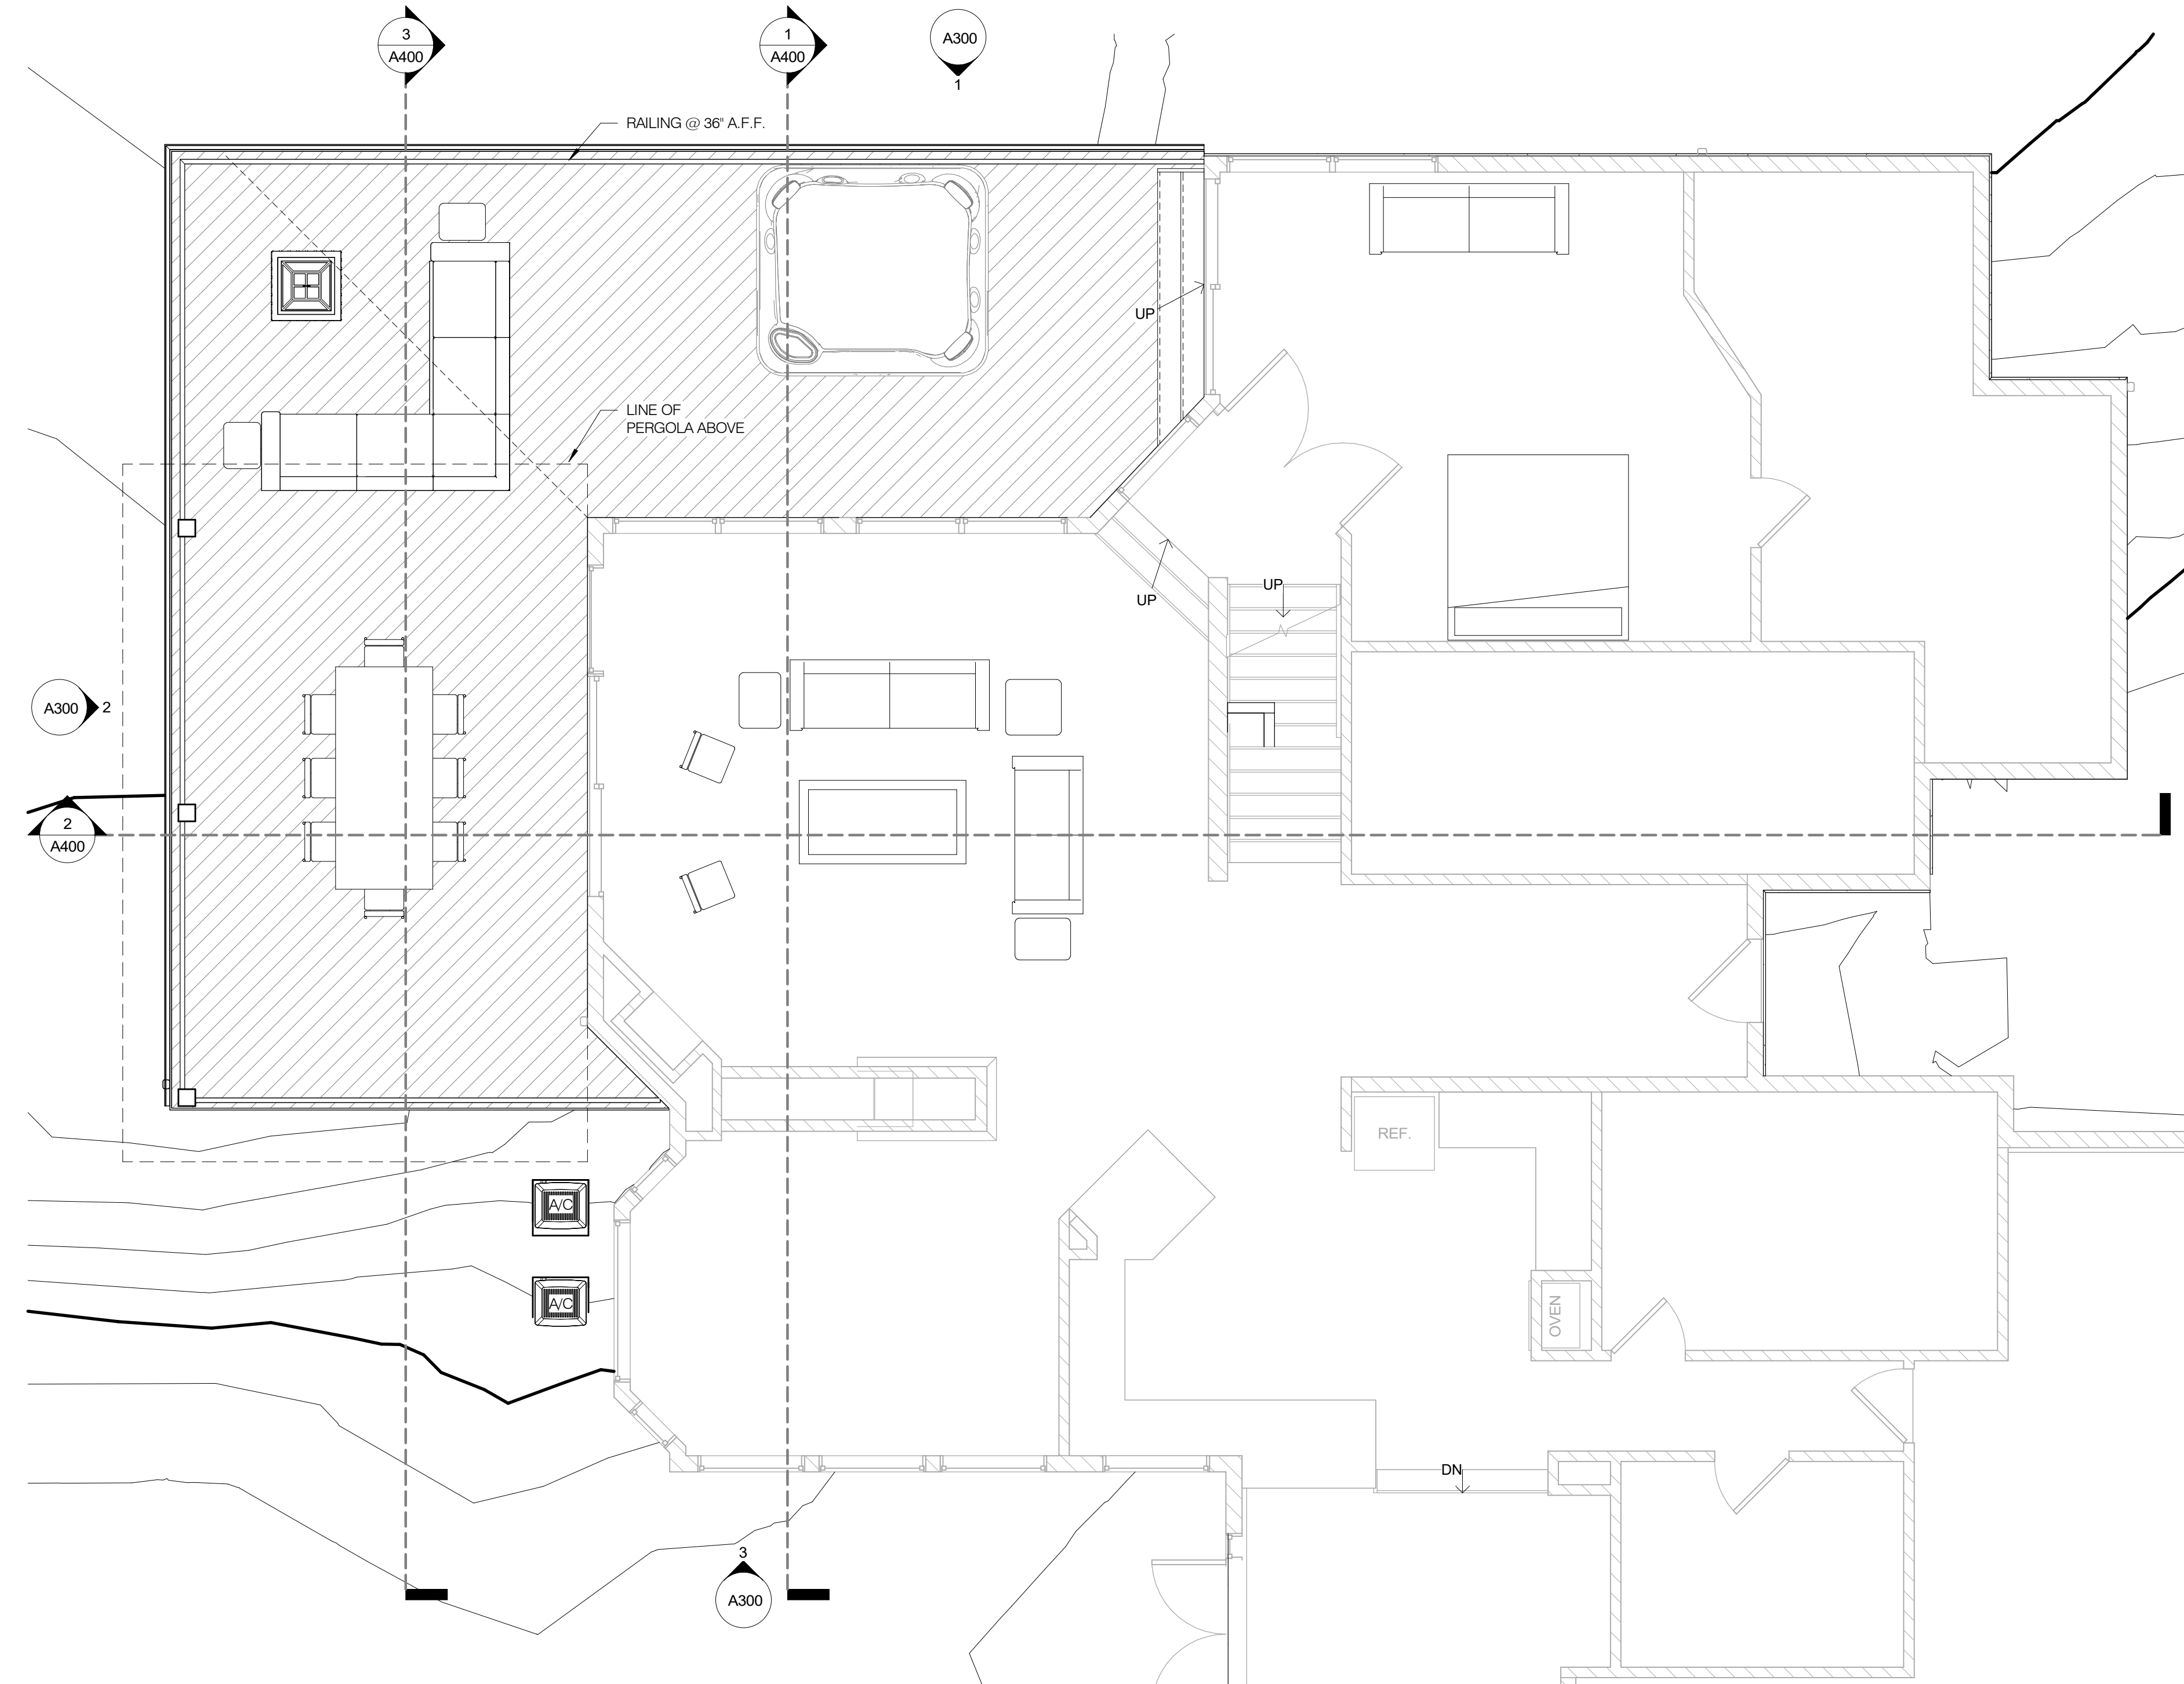 3
A400
1
A400
A300
1
RAILING @ 36" A.F.F.
UP
LINE OF
PERGOLA ABOVE
UP
UP
A300
2
2
A400
REF.
A/C
A/C
OVEN
DN
3
A300